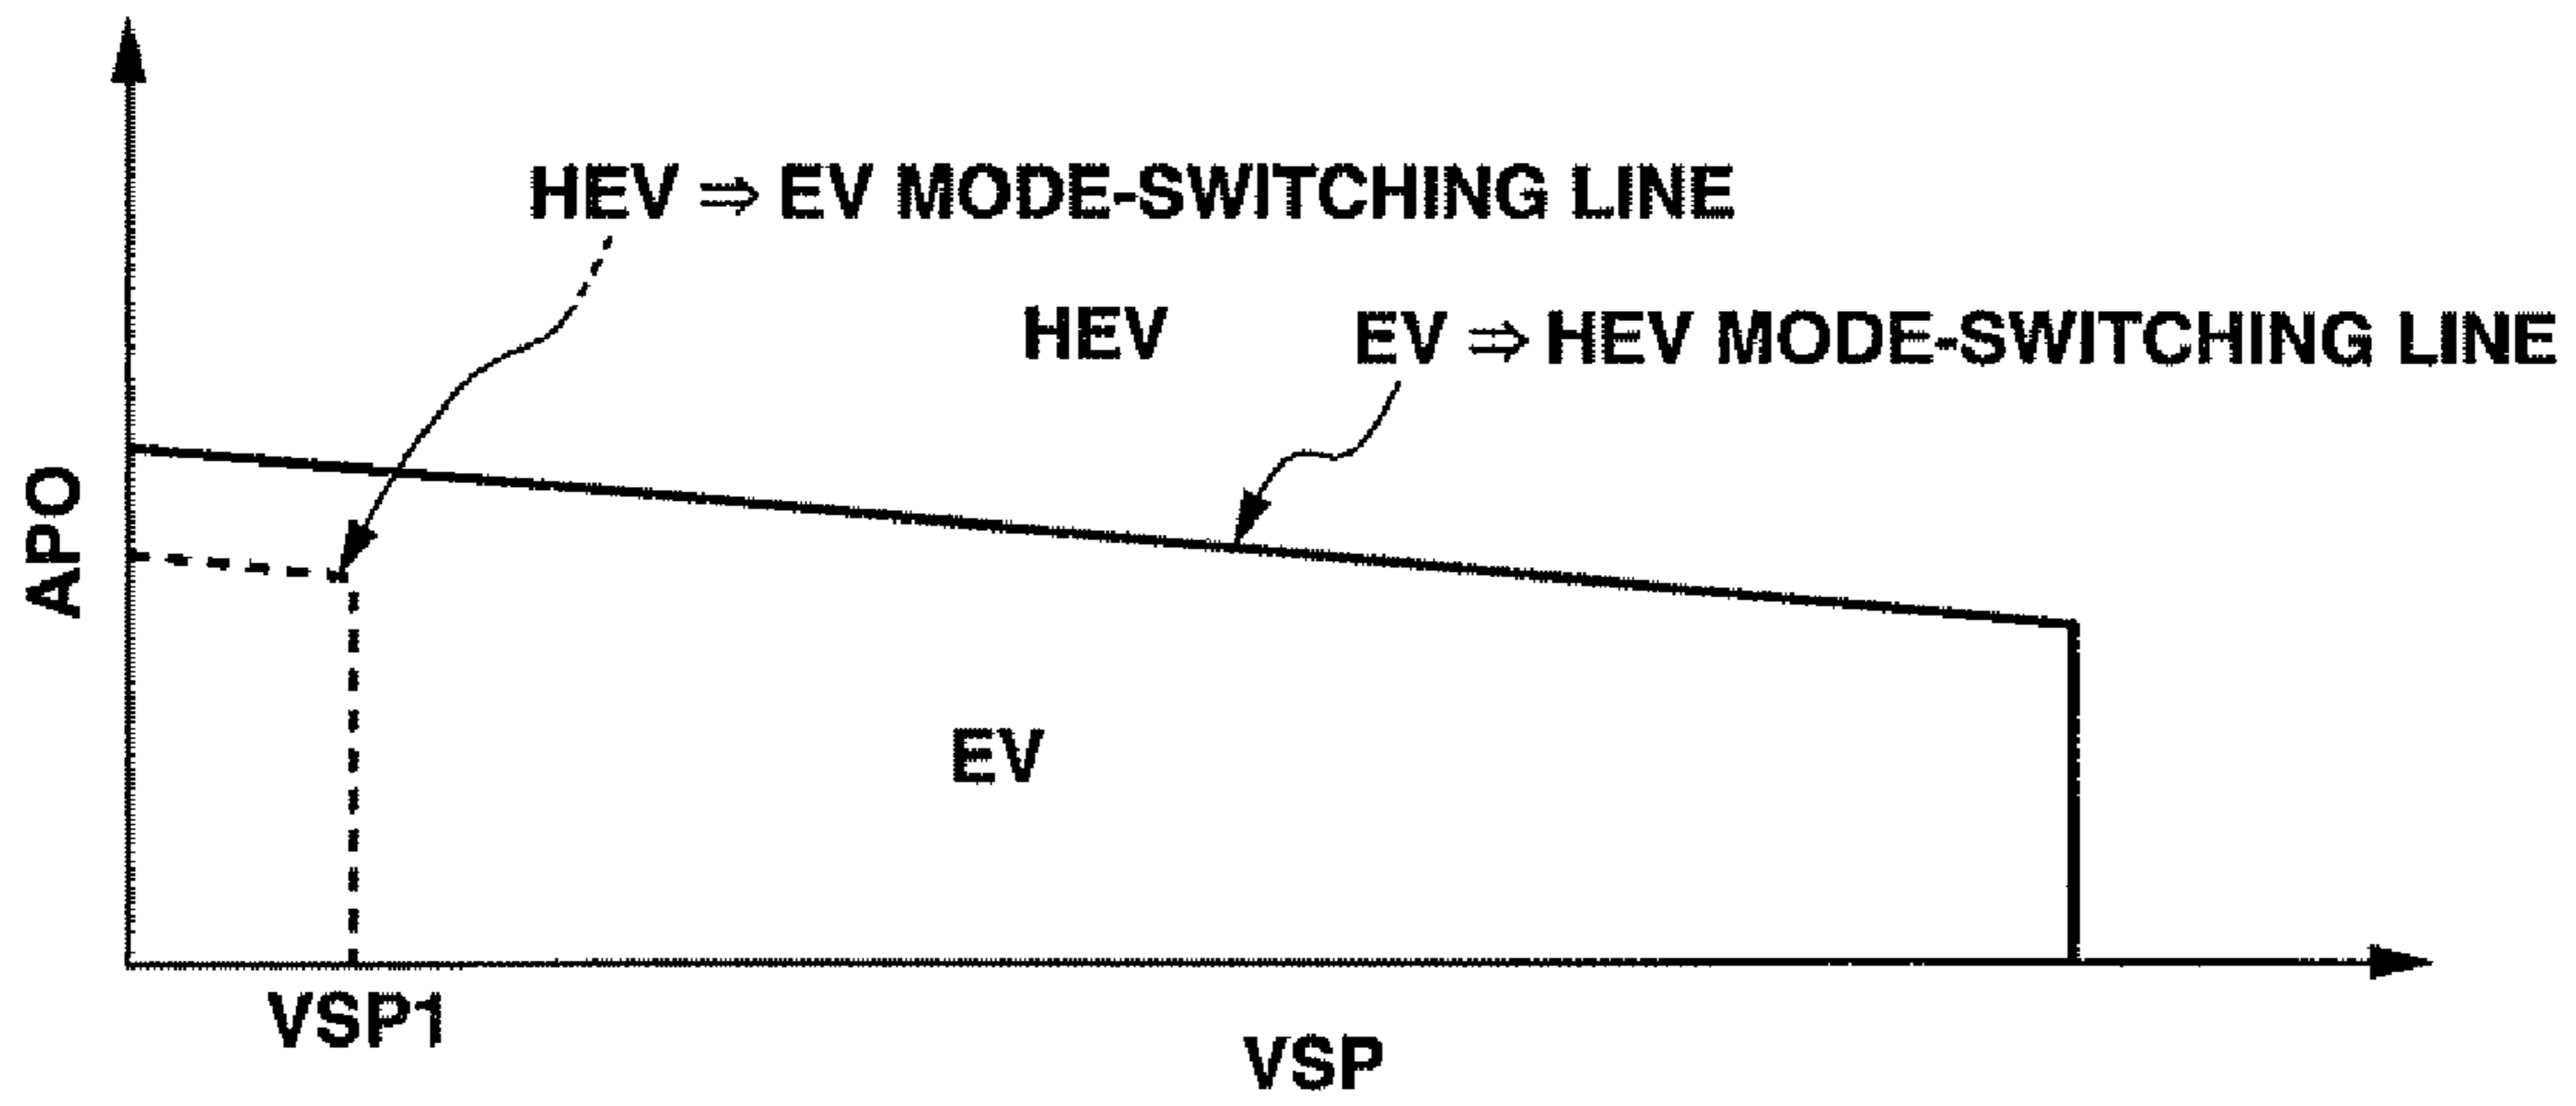 HEV ⇒ EV MODE-SWITCHING LINE
HEV
EV ⇒ HEV MODE-SWITCHING LINE
APO
EV
VSP1
VSP